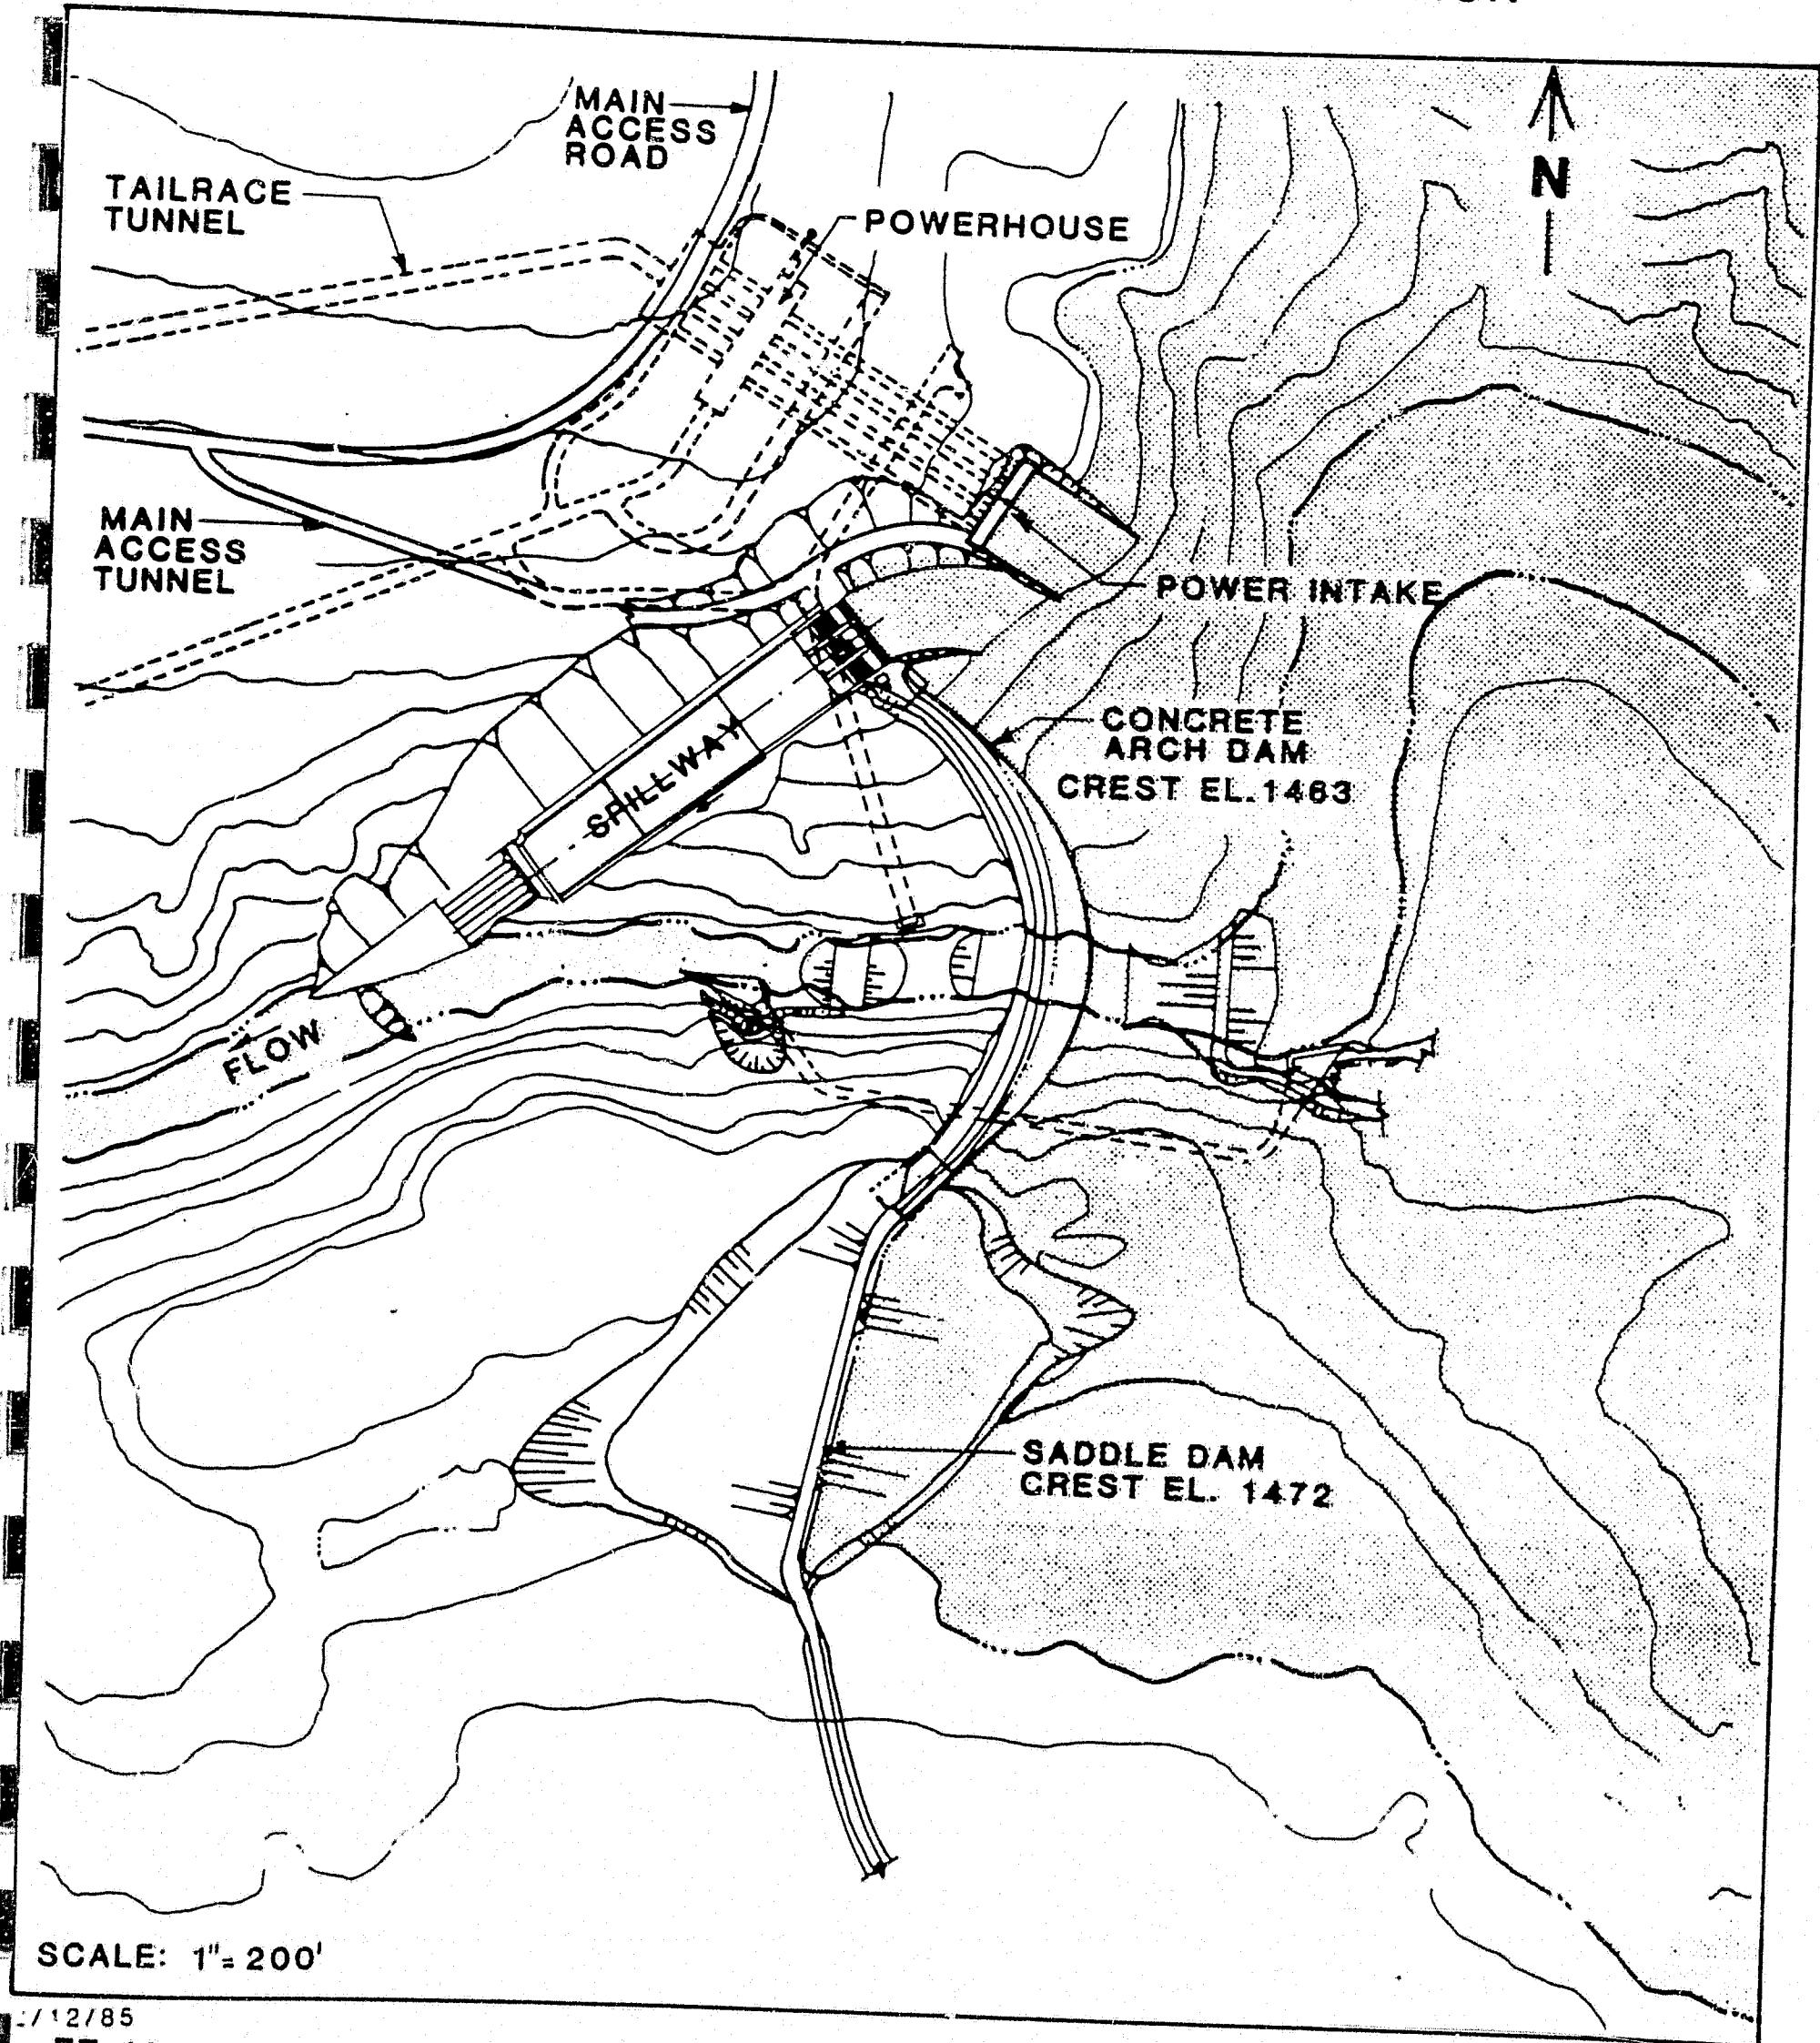 MAIN
ACCESS
ROAD
TAILRACE
TUNNEL
POWERHOUSE
N
MAIN
ACCESS
TUNNEL
POWER INTAKE
CONCRETE
ARCH DAM
CREST EL. 1463
SPILLWAY
FLOW
SADDLE DAM
CREST EL. 1472
SCALE: 1"= 200'
/12/85